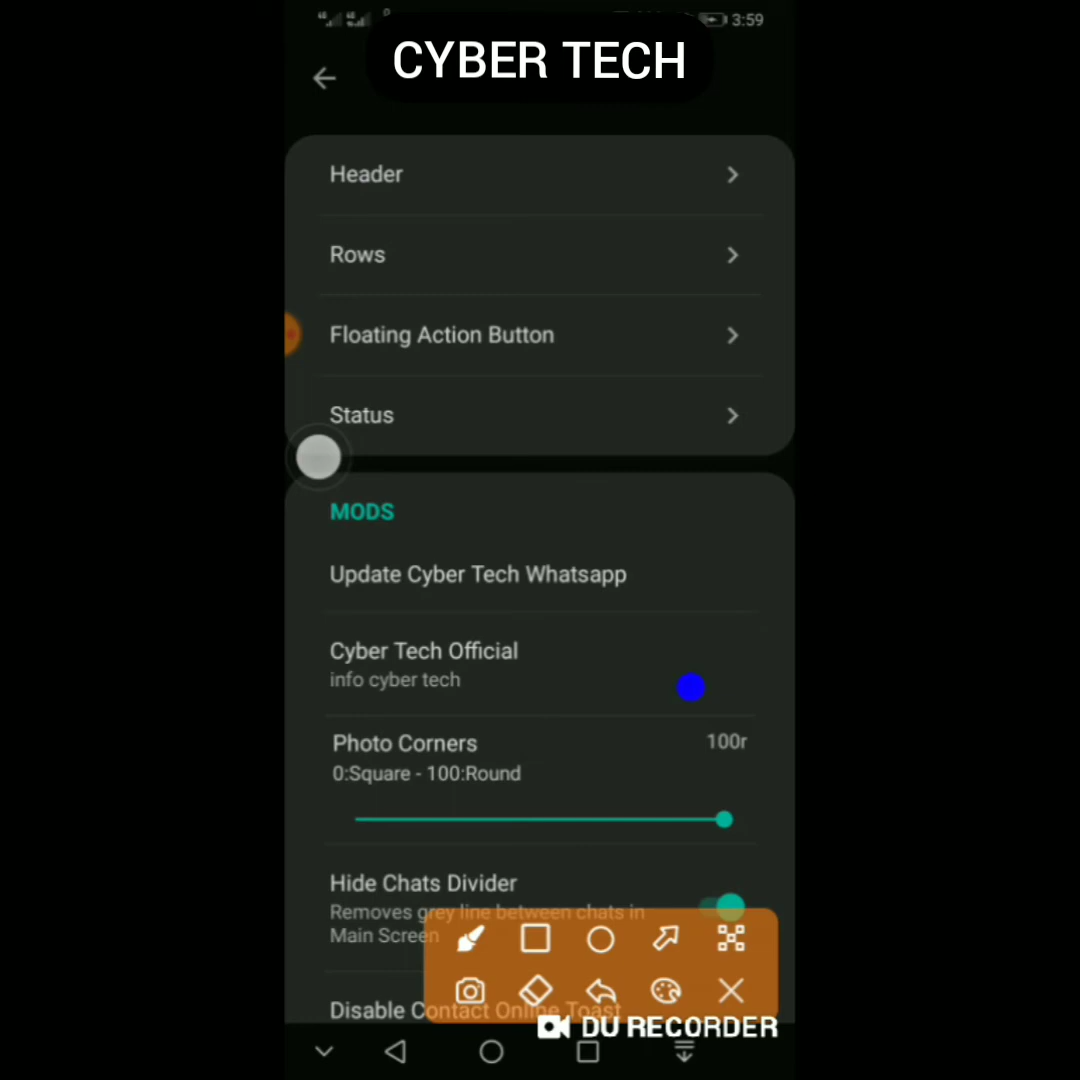 3:59
CYBER TECH
Header
Rows
Floating Action Button
Status
MODS
Update Cyber Tech Whatsapp
Cyber Tech Official
info cyber tech
Photo Corners
100r
0:Square - 100:Round
Hide Chats Divider
Removes grey line between chats in
Main Screen
Disable Contact Online Toast
DU RECORDER